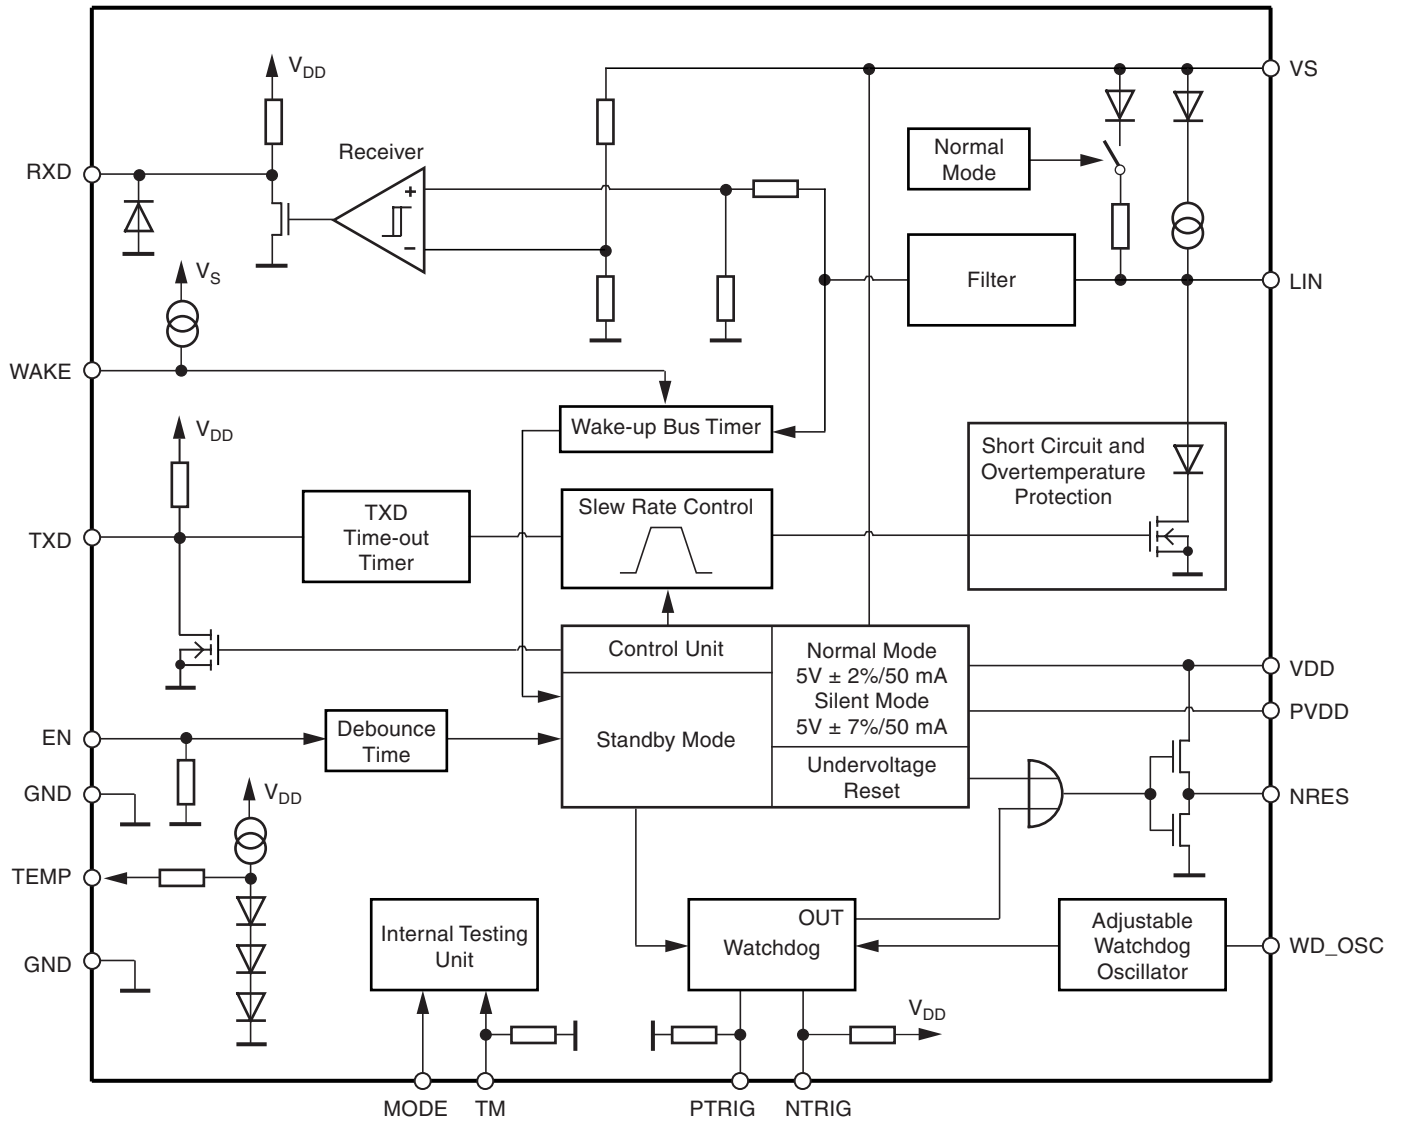 VDD
VS
RXD
Receiver
+
−
Normal
Mode
VS
Filter
LIN
WAKE
Wake-up Bus Timer
VDD
Short Circuit and
Overtemperature
Protection
TXD
TXD
Time-out
Timer
Slew Rate Control
Control Unit
Normal Mode
5V ± 2%/50 mA
Silent Mode
5V ± 7%/50 mA
VDD
PVDD
EN
Debounce
Time
Standby Mode
Undervoltage
Reset
NRES
GND
VDD
TEMP
GND
Internal Testing
Unit
OUT
Watchdog
Adjustable
Watchdog
Oscillator
WD_OSC
VDD
MODE
TM
PTRIG
NTRIG